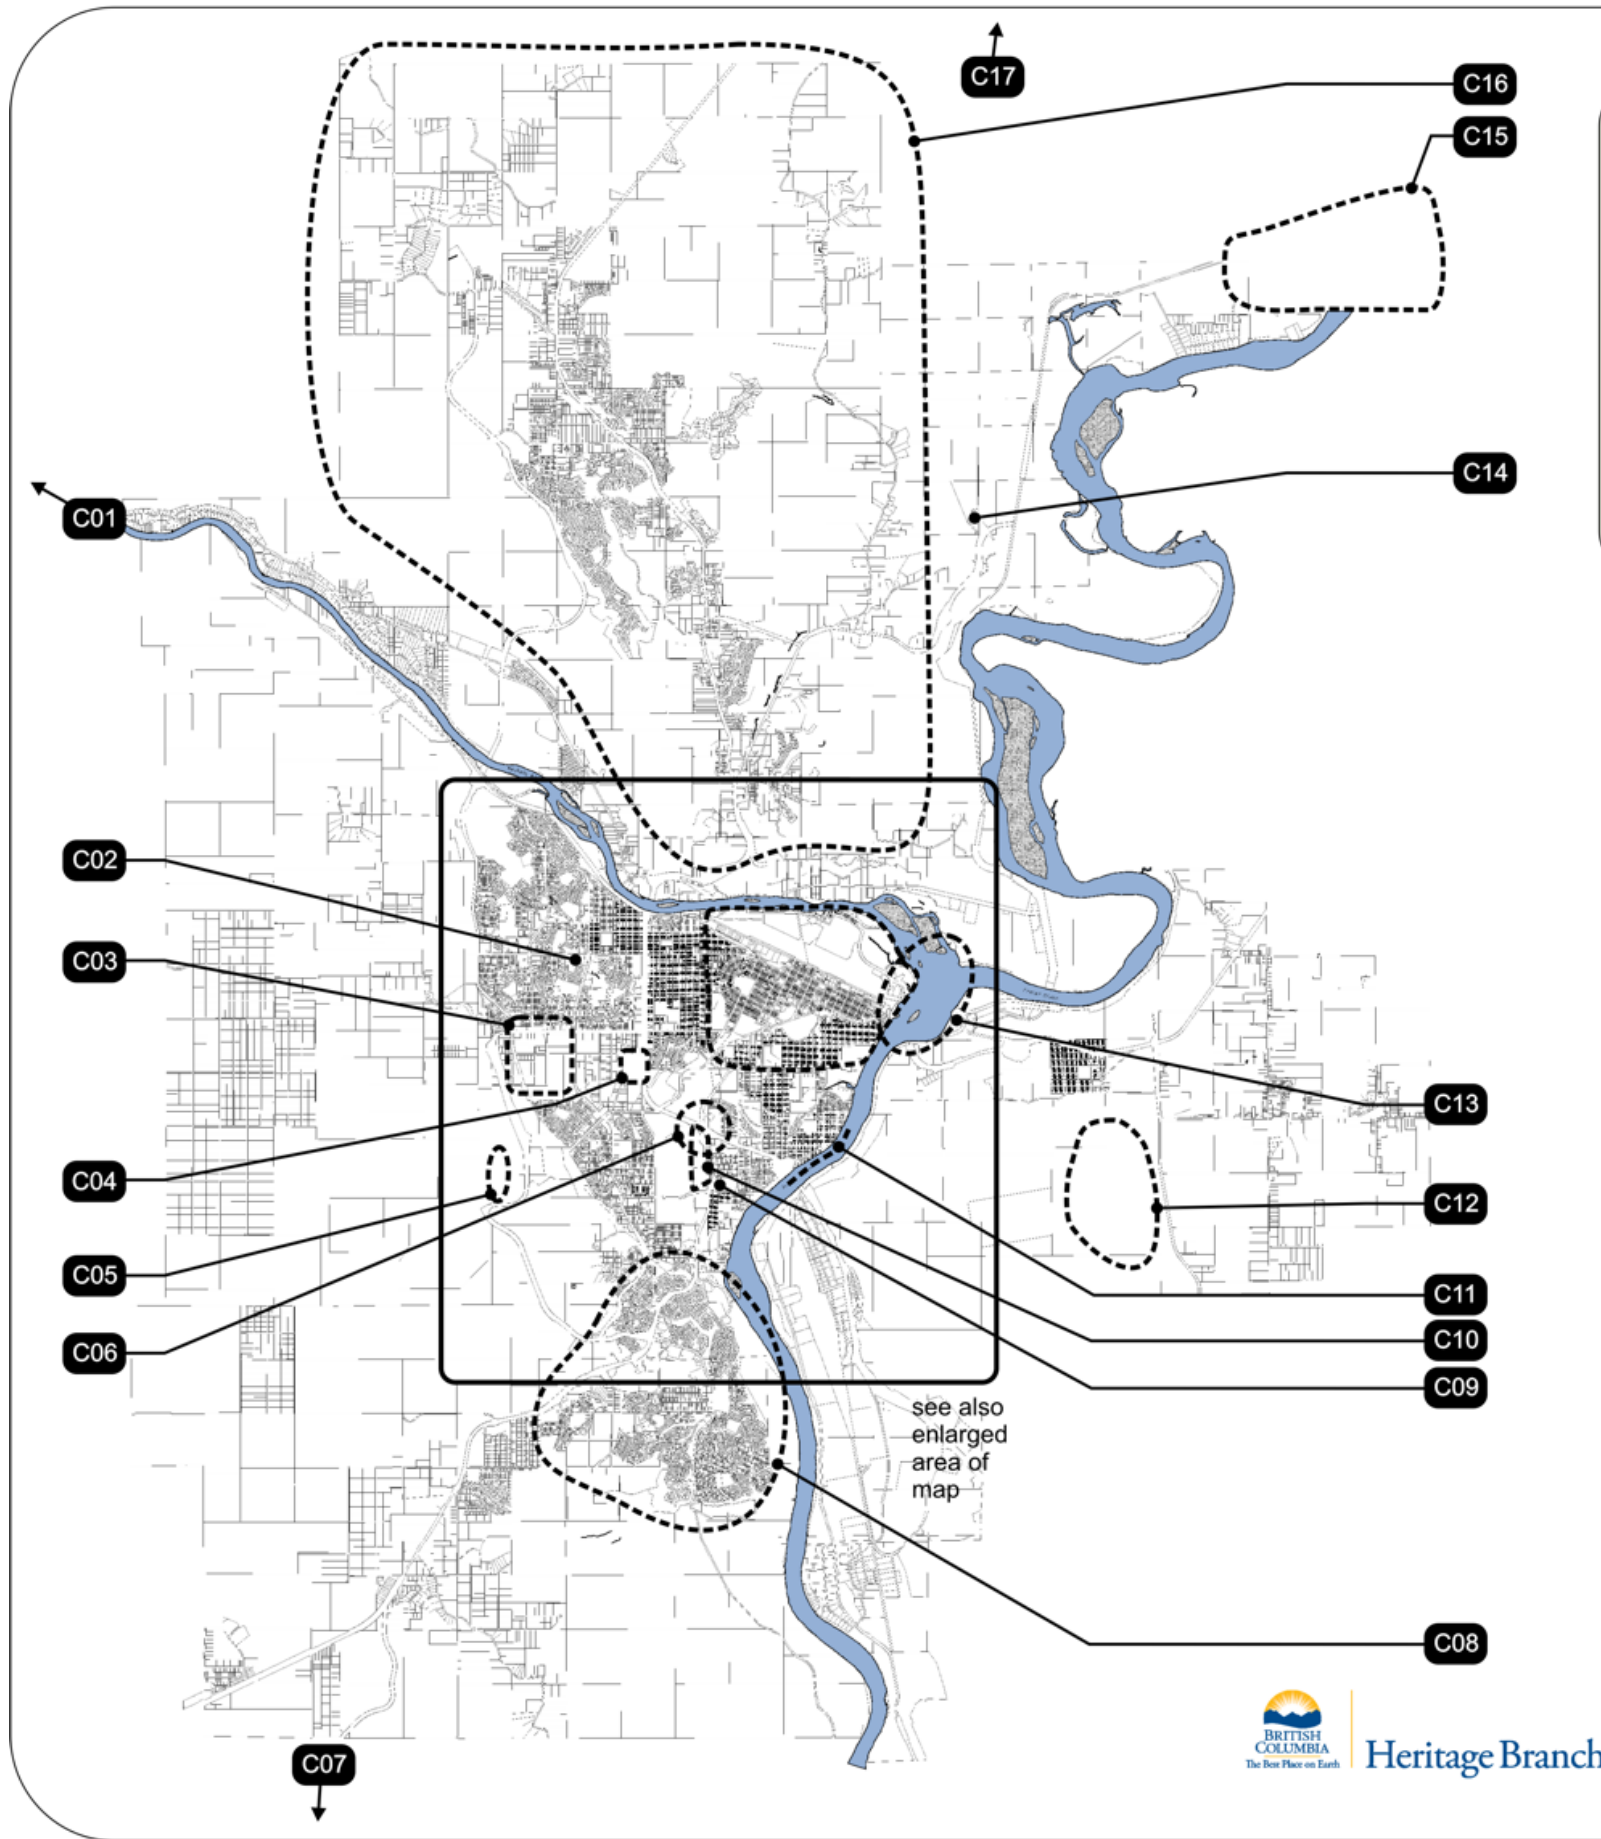 C17
C16
C15
C14
C01
C02
C03
C04
C05
C06
C13
C12
C11
C10
C09
see also
enlarged
area of
map
C08
C07
BRITISH
COLUMBIA
The Best Place on Earth
Heritage Branch